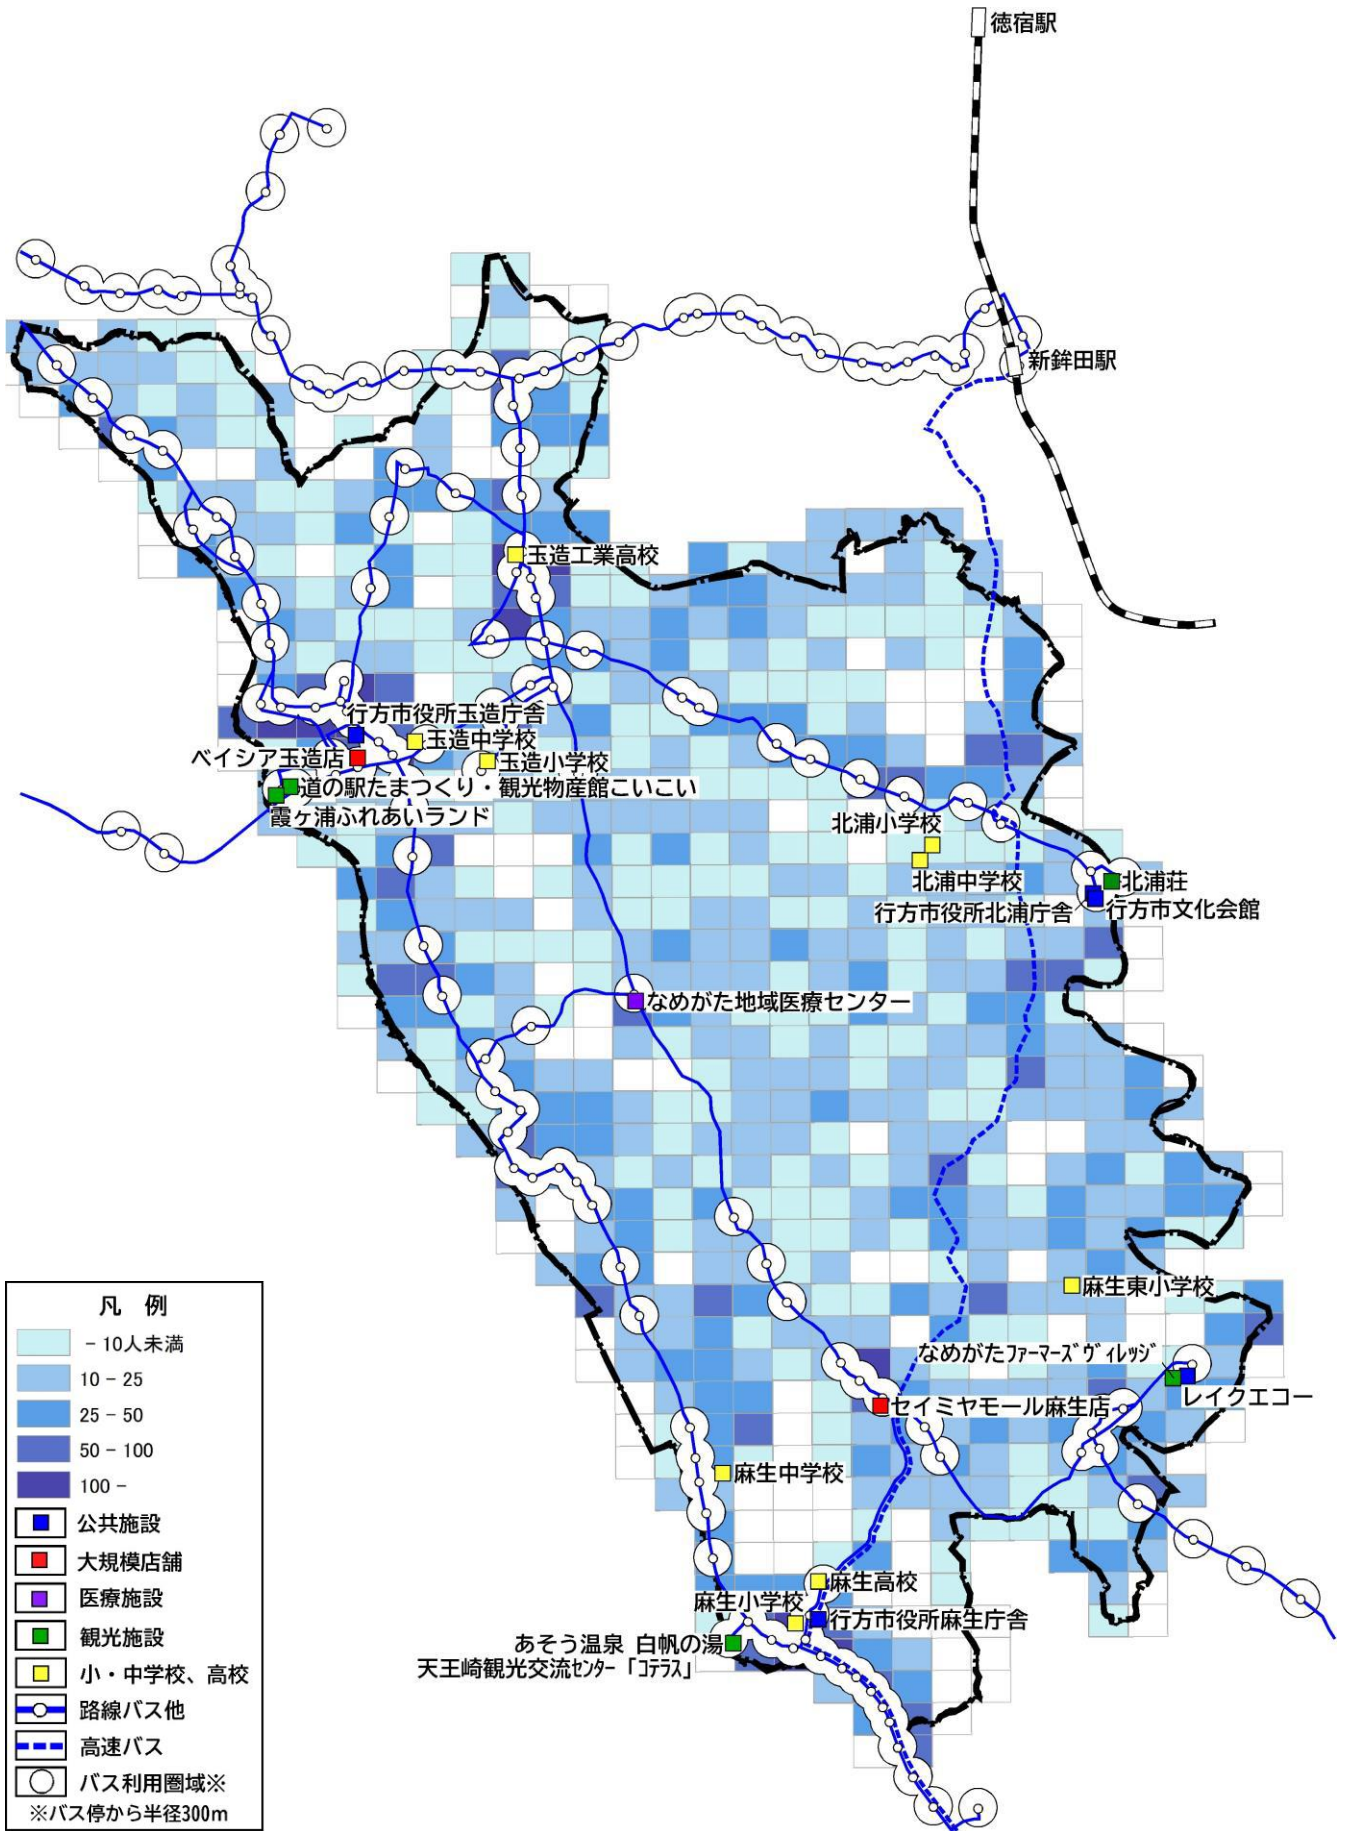 徳宿駅
新鉾田駅
玉造工業高校
行方市役所玉造庁舎
玉造中学校
ベイシア玉造店
玉造小学校
道の駅たまつくり・観光物産館こいこい
霞ヶ浦ふれあいランド
北浦小学校
北浦中学校
北浦荘
行方市役所北浦庁舎
行方市文化会館
なめがた地域医療センター
麻生東小学校
なめがたファーマーズヴィレッジ
レイクエコー
セイミヤモール麻生店
麻生中学校
麻生高校
麻生小学校
行方市役所麻生庁舎
あそう温泉 白帆の湯
天王崎観光交流センター「コテラス」
凡 例
- 10人未満
10 - 25
25 - 50
50 - 100
100 -
公共施設
大規模店舗
医療施設
観光施設
小・中学校、高校
路線バス他
高速バス
バス利用圏域※
※バス停から半径300m